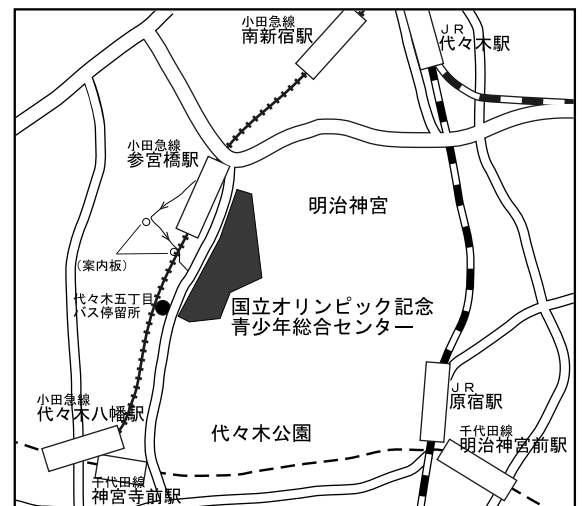 小田急線
南新宿駅
ＪＲ
代々木駅
小田急線
参宮橋駅
明治神宮
（案内板）
代々木五丁目
バス停留所
国立オリンピック記念
青少年総合センター
小田急線
代々木八幡駅
代々木公園
ＪＲ
原宿駅
千代田線
明治神宮前駅
千代田線
神宮寺前駅